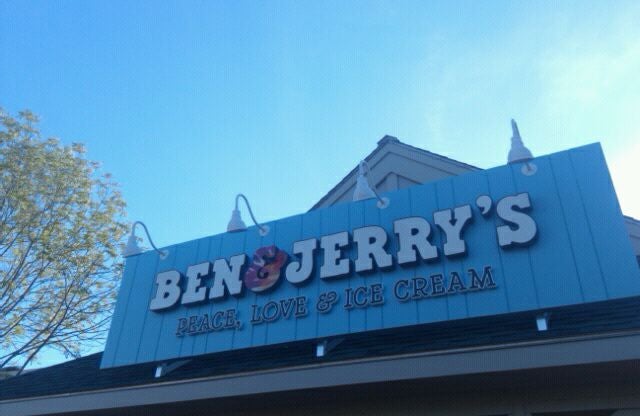 BEN & JERRY'S
PEACE, LOVE & ICE CREAM